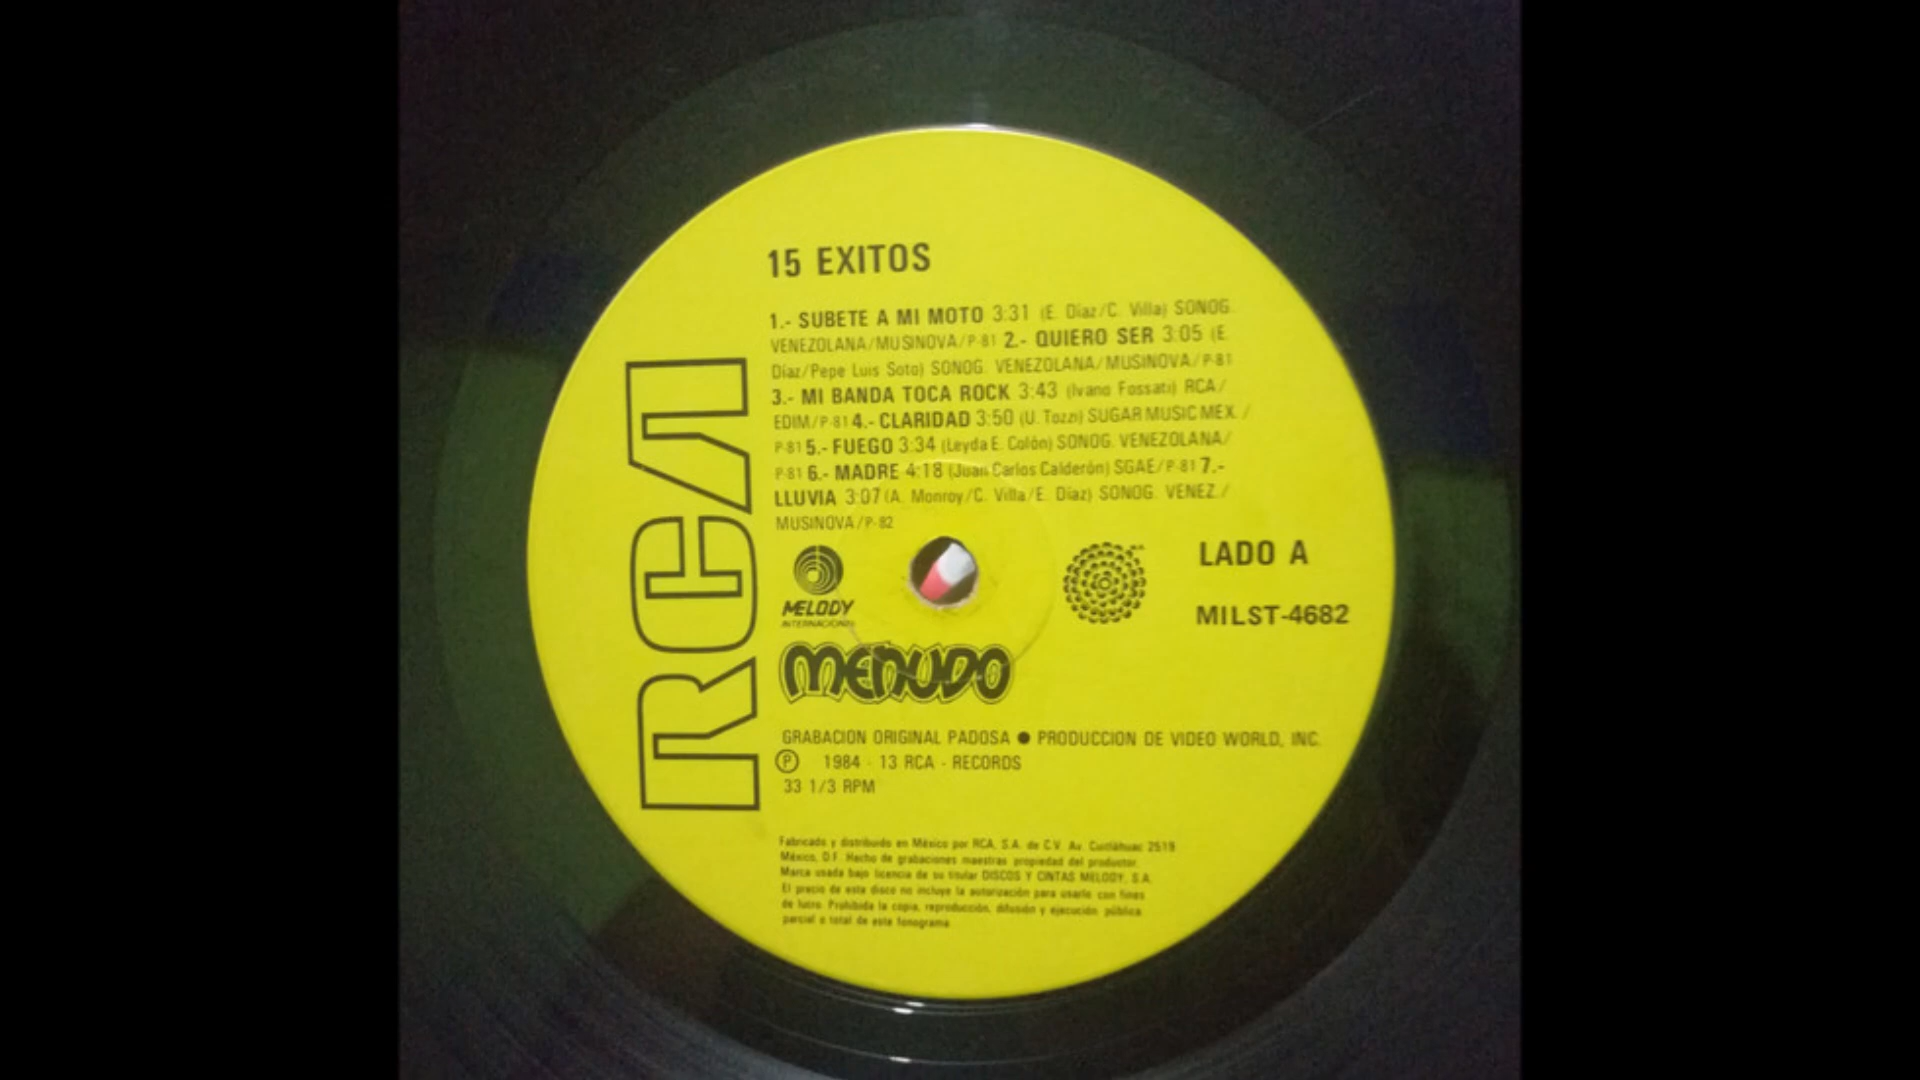 15 EXITOS
1.- SUBETE A MI MOTO 3:31 (E. Díaz/C. Villa) SONOG.
VENEZOLANA/MUSINOVA/P-81 2.- QUIERO SER 3:05 (E.
Díaz/Pepe Luis Soto) SONOG. VENEZOLANA/MUSINOVA/P-81
3.- MI BANDA TOCA ROCK 3:43 (Ivano Fossati) RCA/
EDIM/P-81 4.- CLARIDAD 3:50 (U. Tozzi) SUGAR MUSIC MEX./
P-81 5.- FUEGO 3:34 (Leyda E. Colón) SONOG. VENEZOLANA/
P-81 6.- MADRE 4:18 (Juan Carlos Calderón) SGAE/P-81 7.-
LLUVIA 3:07 (A. Monroy/C. Villa/E. Díaz) SONOG. VENEZ./
MUSINOVA/P-82
RCA
LADO A
MELODY
INTERNACIONAL
MILST-4682
MENUDO
GRABACION ORIGINAL PADOSA ● PRODUCCION DE VIDEO WORLD, INC.
Ⓟ 1984 - 13 RCA - RECORDS
33 1/3 RPM
Fabricado y distribuido en México por RCA, S.A. de C.V. Av. Cuitláhuac 2519
México, D.F. Hecho de grabaciones maestras propiedad del productor.
Marca usada bajo licencia de su titular DISCOS Y CINTAS MELODY, S.A.
El precio de este disco no incluye la autorización para usarlo con fines
de lucro. Prohibida la copia, reproducción, difusión y ejecución pública
parcial o total de este fonograma